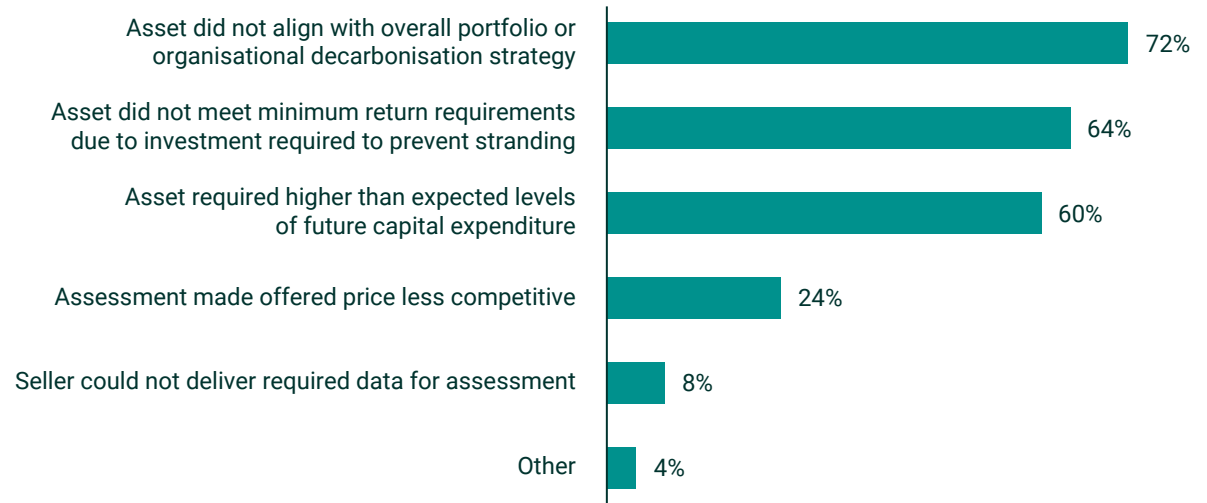 Asset did not align with overall portfolio or
organisational decarbonisation strategy
72%
Asset did not meet minimum return requirements
due to investment required to prevent stranding
64%
Asset required higher than expected levels
of future capital expenditure
60%
Assessment made offered price less competitive
24%
Seller could not deliver required data for assessment
8%
Other
4%